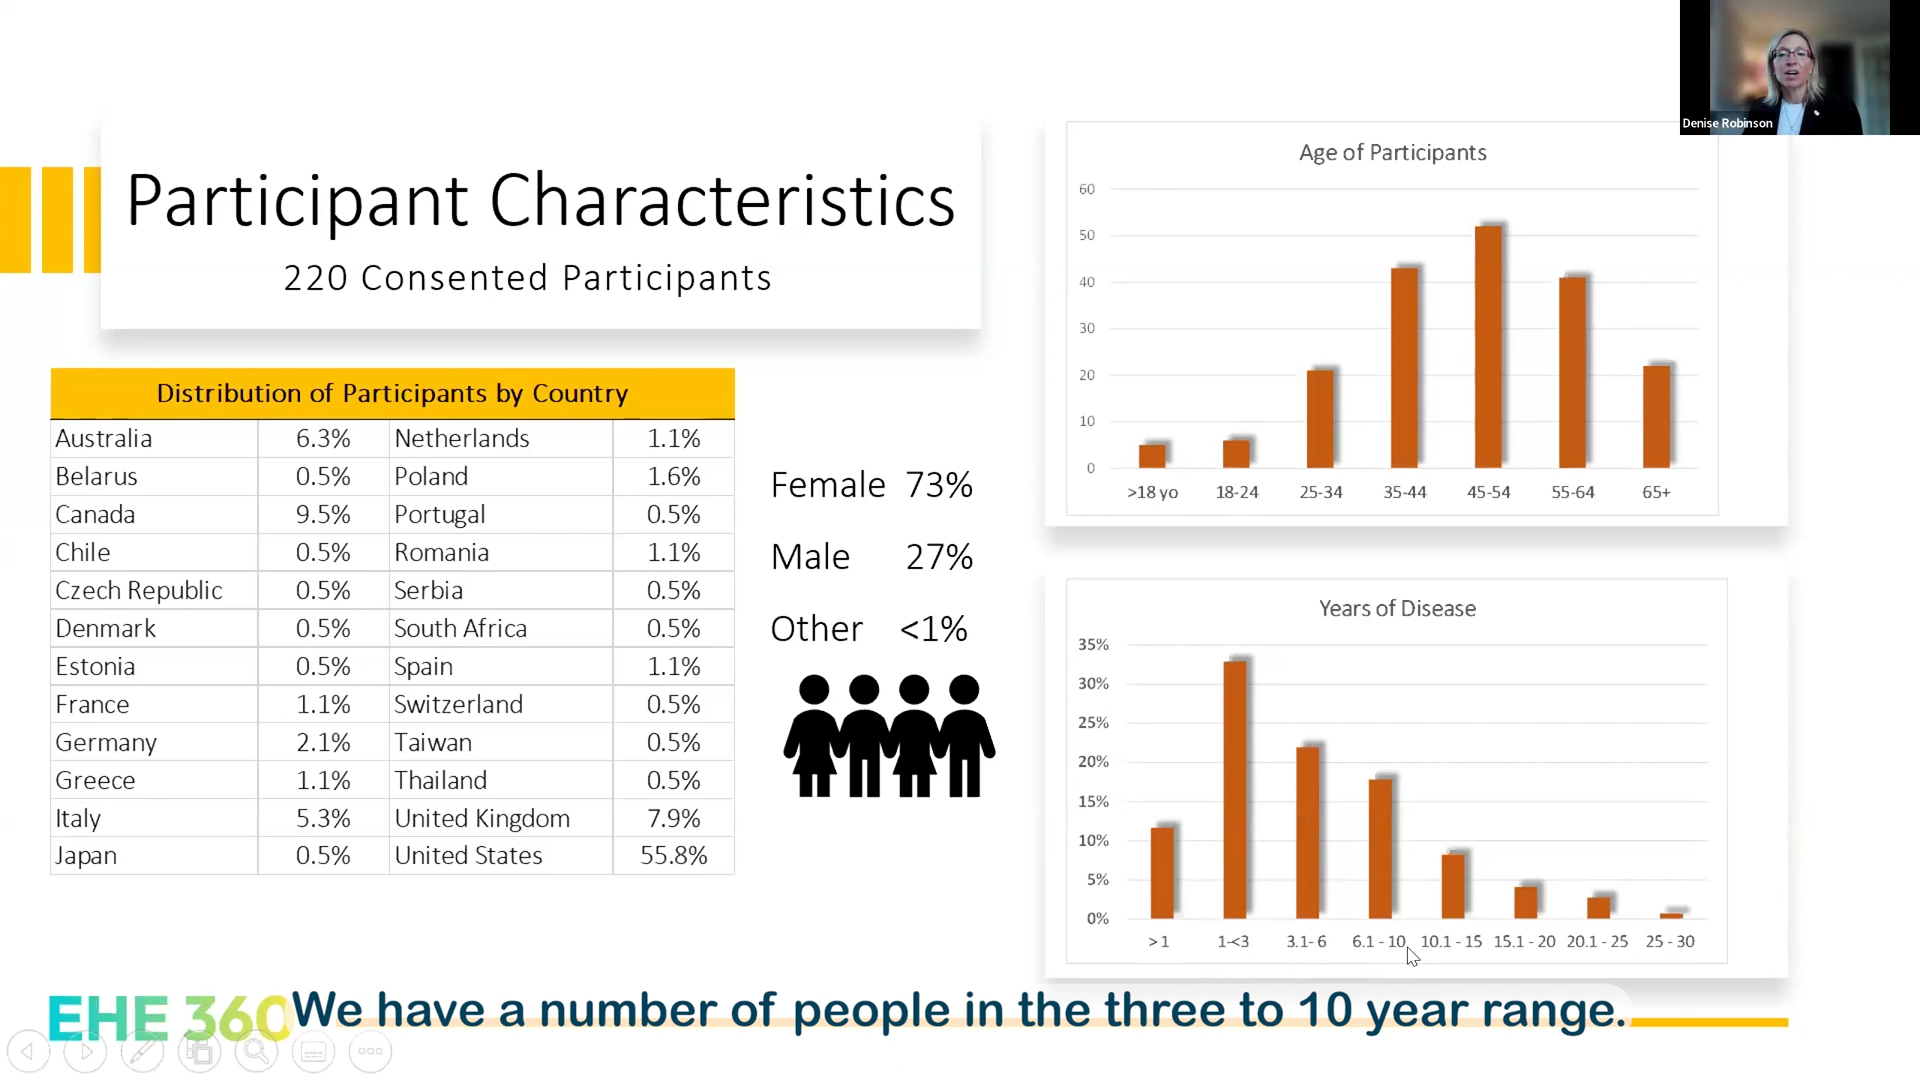 Denise Robinson
Participant Characteristics
220 Consented Participants
Distribution of Participants by Country
Australia 6.3% Netherlands 1.1%
Belarus 0.5% Poland 1.6%
Canada 9.5% Portugal 0.5%
Chile 0.5% Romania 1.1%
Czech Republic 0.5% Serbia 0.5%
Denmark 0.5% South Africa 0.5%
Estonia 0.5% Spain 1.1%
France 1.1% Switzerland 0.5%
Germany 2.1% Taiwan 0.5%
Greece 1.1% Thailand 0.5%
Italy 5.3% United Kingdom 7.9%
Japan 0.5% United States 55.8%
Female 73%
Male 27%
Other <1%
Age of Participants
60
50
40
30
20
10
0
>18 yo 18-24 25-34 35-44 45-54 55-64 65+
Years of Disease
35%
30%
25%
20%
15%
10%
5%
0%
> 1 1-<3 3.1- 6 6.1 - 10 10.1 - 15 15.1 - 20 20.1 - 25 25 - 30
EHE 360
We have a number of people in the three to 10 year range.